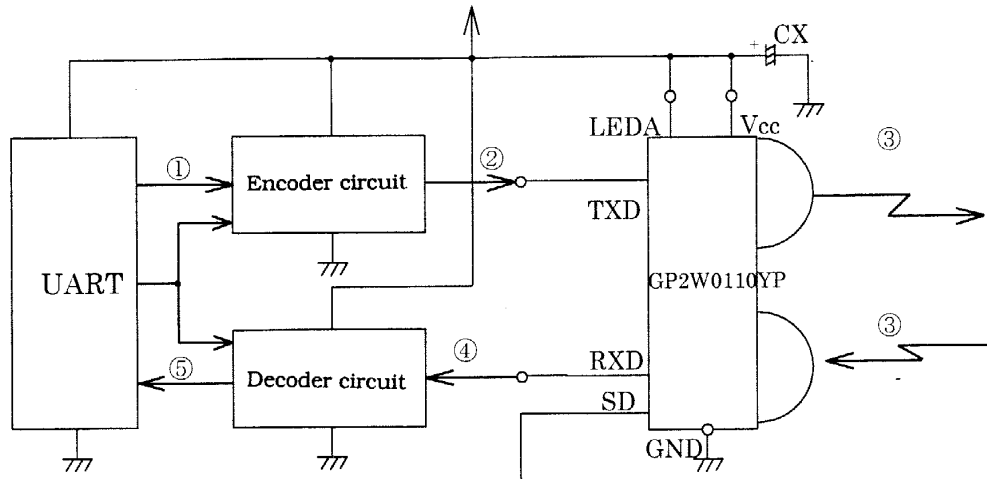 + CX
LEDA Vcc
③
① Encoder circuit ②
TXD
UART GP2W0110YP
③
⑤ Decoder circuit ④ RXD
SD
GND